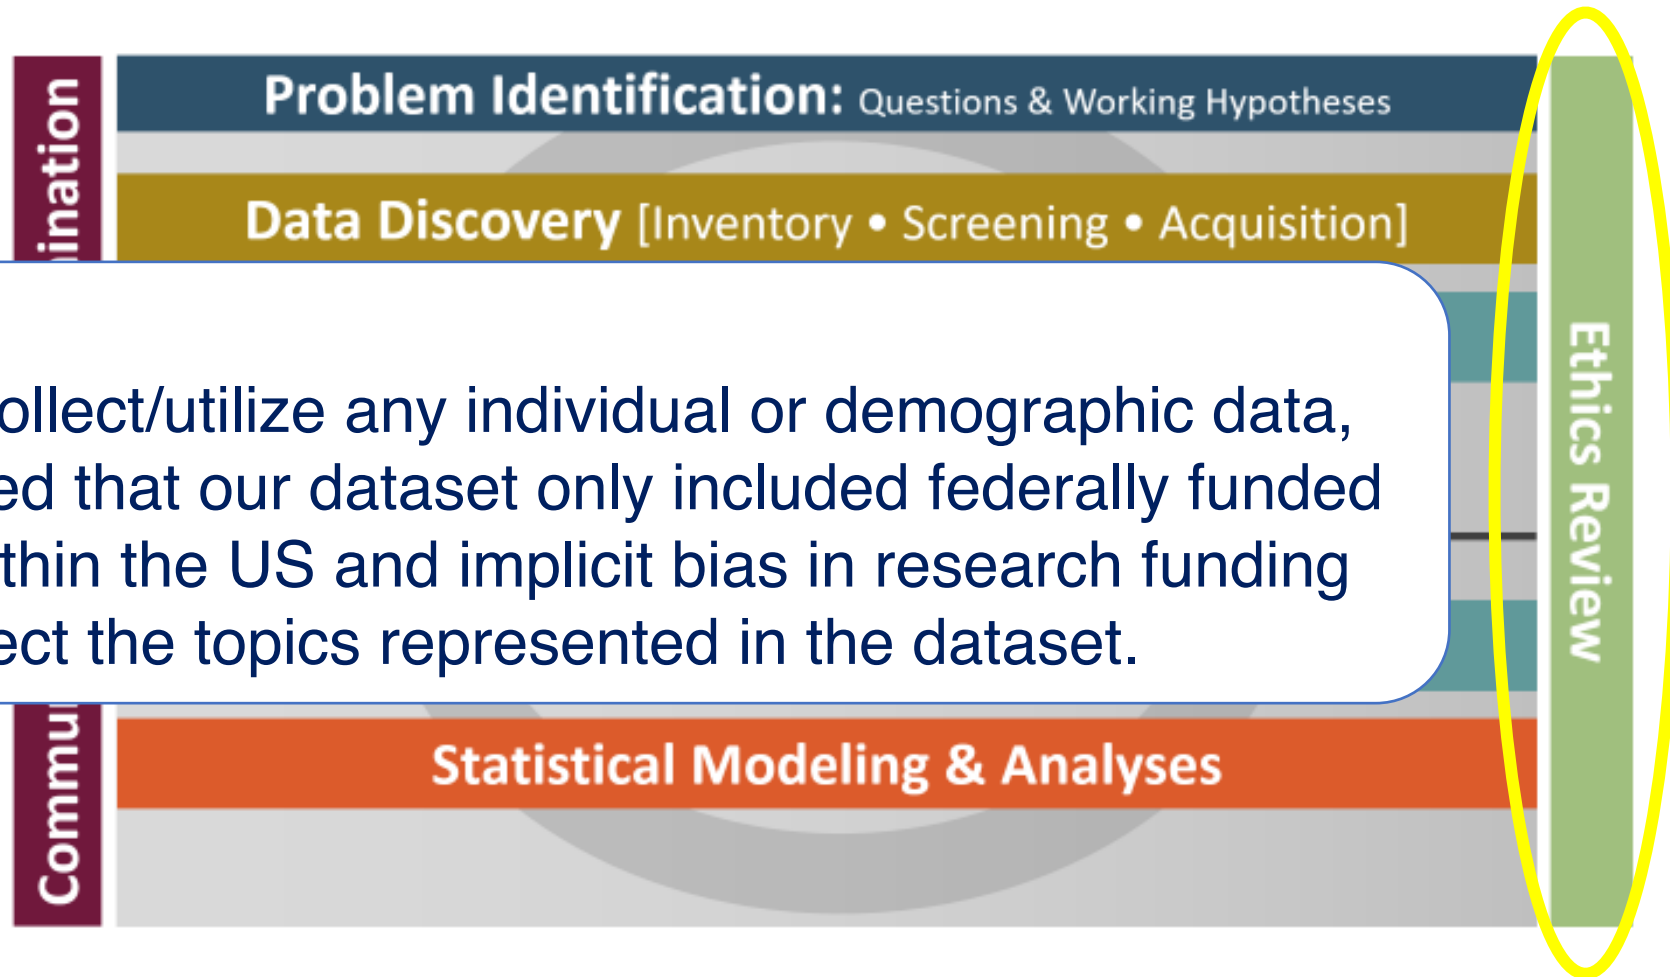 Problem Identification: Questions & Working Hypotheses
Data Discovery [Inventory • Screening • Acquisition]
ollect/utilize any individual or demographic data,
ed that our dataset only included federally funded
thin the US and implicit bias in research funding
ect the topics represented in the dataset.
Statistical Modeling & Analyses
Commu
ination
Ethics Review